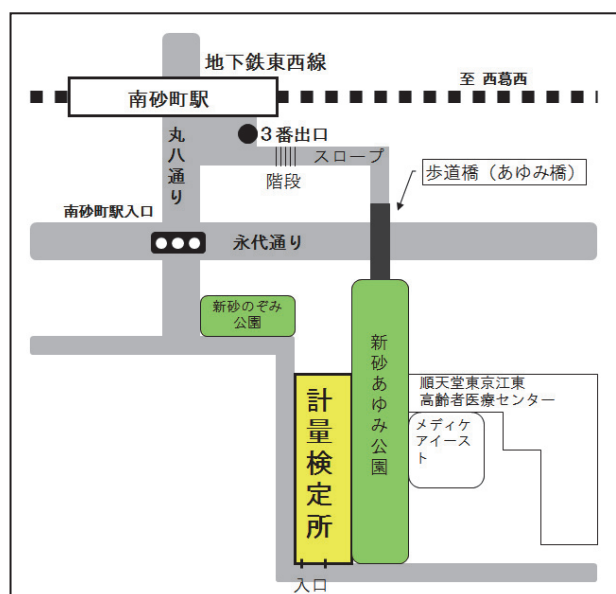 地下鉄東西線
至 西葛西
南砂町駅
3番出口
丸八通り
スロープ
階段
歩道橋（あゆみ橋）
南砂町駅入口
永代通り
新砂のぞみ
公園
新砂あゆみ公園
計量検定所
順天堂東京江東
高齢者医療センター
メディケ
アイース
ト
入口